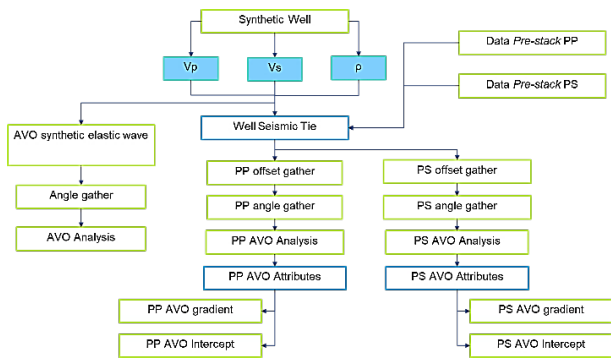 Synthetic Well
Data Pre-stack PP
Vp
Vs
ρ
Data Pre-stack PS
AVO synthetic elastic wave
Well Seismic Tie
PP offset gather
PS offset gather
Angle gather
PP angle gather
PS angle gather
AVO Analysis
PP AVO Analysis
PS AVO Analysis
PP AVO Attributes
PS AVO Attributes
PP AVO gradient
PS AVO gradient
PP AVO Intercept
PS AVO Intercept